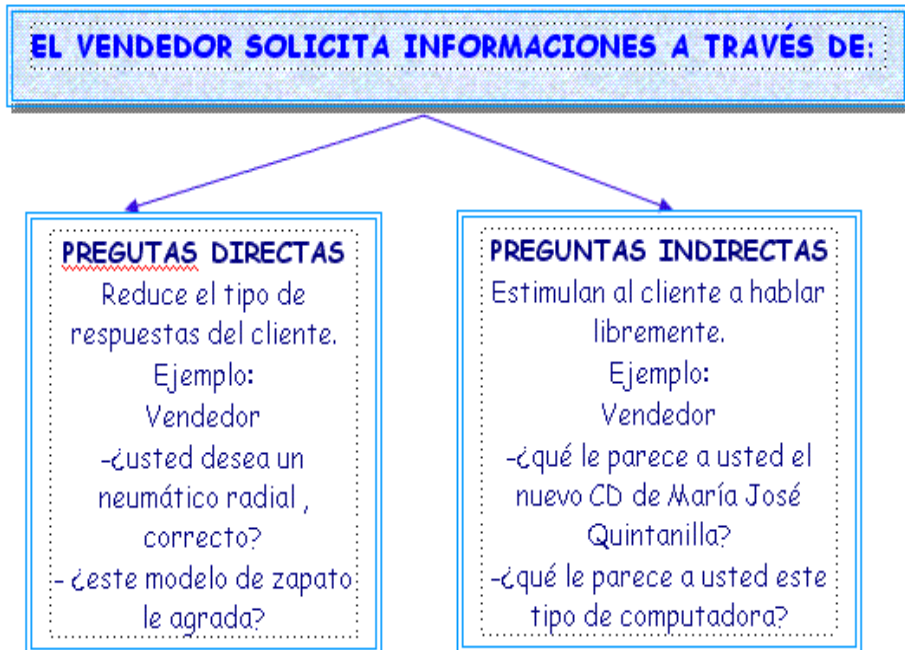 EL VENDEDOR SOLICITA INFORMACIONES A TRAVÉS DE:
PREGUTAS DIRECTAS
Reduce el tipo de
respuestas del cliente.
Ejemplo:
Vendedor
-¿usted desea un
neumático radial ,
correcto?
- ¿este modelo de zapato
le agrada?
PREGUNTAS INDIRECTAS
Estimulan al cliente a hablar
libremente.
Ejemplo:
Vendedor
-¿qué le parece a usted el
nuevo CD de María José
Quintanilla?
-¿qué le parece a usted este
tipo de computadora?